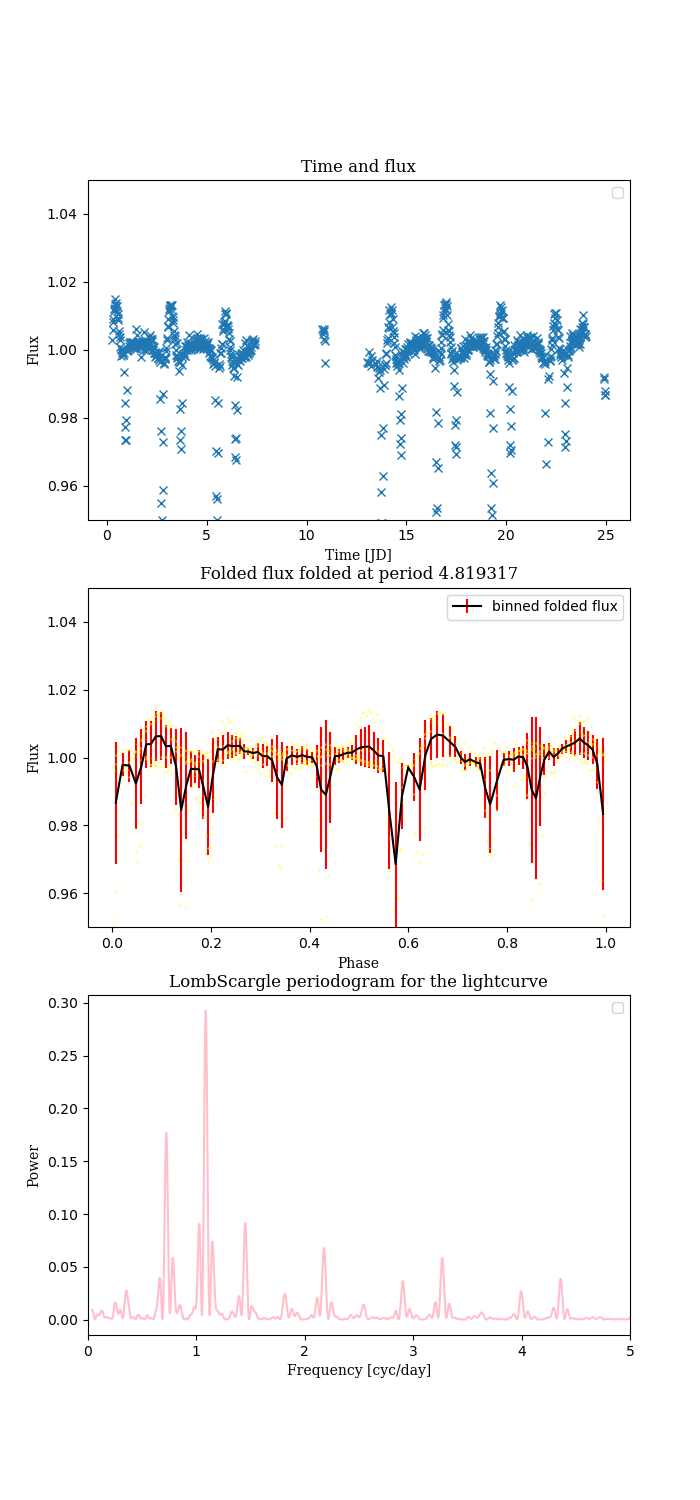 Time and flux
1.04
1.02
1.00
0.98
0.96
Flux
0 5 10 15 20 25
Time [JD]
Folded flux folded at period 4.819317
binned folded flux
1.04
1.02
1.00
0.98
0.96
Flux
0.0 0.2 0.4 0.6 0.8 1.0
Phase
LombScargle periodogram for the lightcurve
0.30
0.25
0.20
0.15
0.10
0.05
0.00
Power
0 1 2 3 4 5
Frequency [cyc/day]